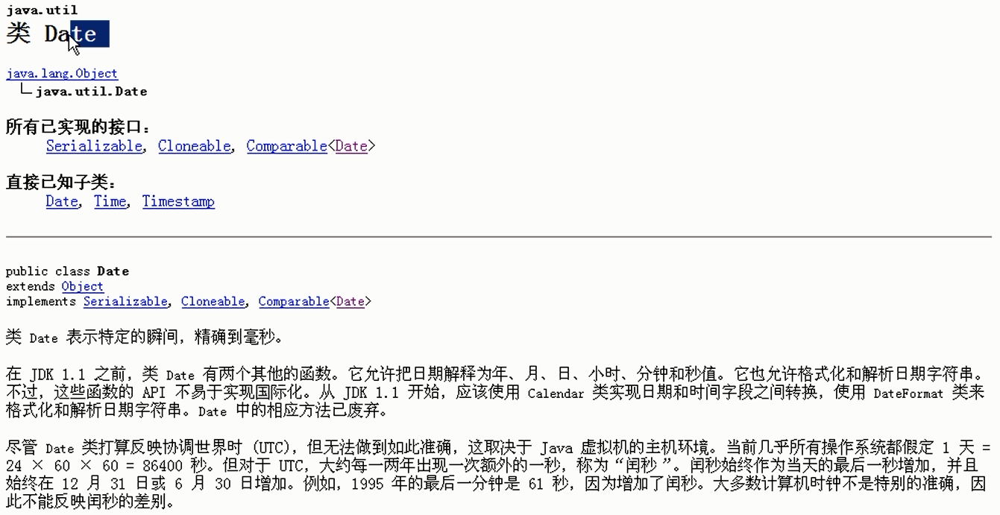 java.util
类 Date
java.lang.Object
java.util.Date
所有已实现的接口：
Serializable, Cloneable, Comparable<Date>
直接已知子类：
Date, Time, Timestamp
public class Date
extends Object
implements Serializable, Cloneable, Comparable<Date>
类 Date 表示特定的瞬间，精确到毫秒。
在 JDK 1.1 之前，类 Date 有两个其他的函数。它允许把日期解释为年、月、日、小时、分钟和秒值。它也允许格式化和解析日期字符串。
不过，这些函数的 API 不易于实现国际化。从 JDK 1.1 开始，应该使用 Calendar 类实现日期和时间字段之间转换，使用 DateFormat 类来
格式化和解析日期字符串。Date 中的相应方法已废弃。
尽管 Date 类打算反映协调世界时 (UTC)，但无法做到如此准确，这取决于 Java 虚拟机的主机环境。当前几乎所有操作系统都假定 1 天 =
24 × 60 × 60 = 86400 秒。但对于 UTC，大约每一两年出现一次额外的一秒，称为“闰秒”。闰秒始终作为当天的最后一秒增加，并且
始终在 12 月 31 日或 6 月 30 日增加。例如，1995 年的最后一分钟是 61 秒，因为增加了闰秒。大多数计算机时钟不是特别的准确，因
此不能反映闰秒的差别。